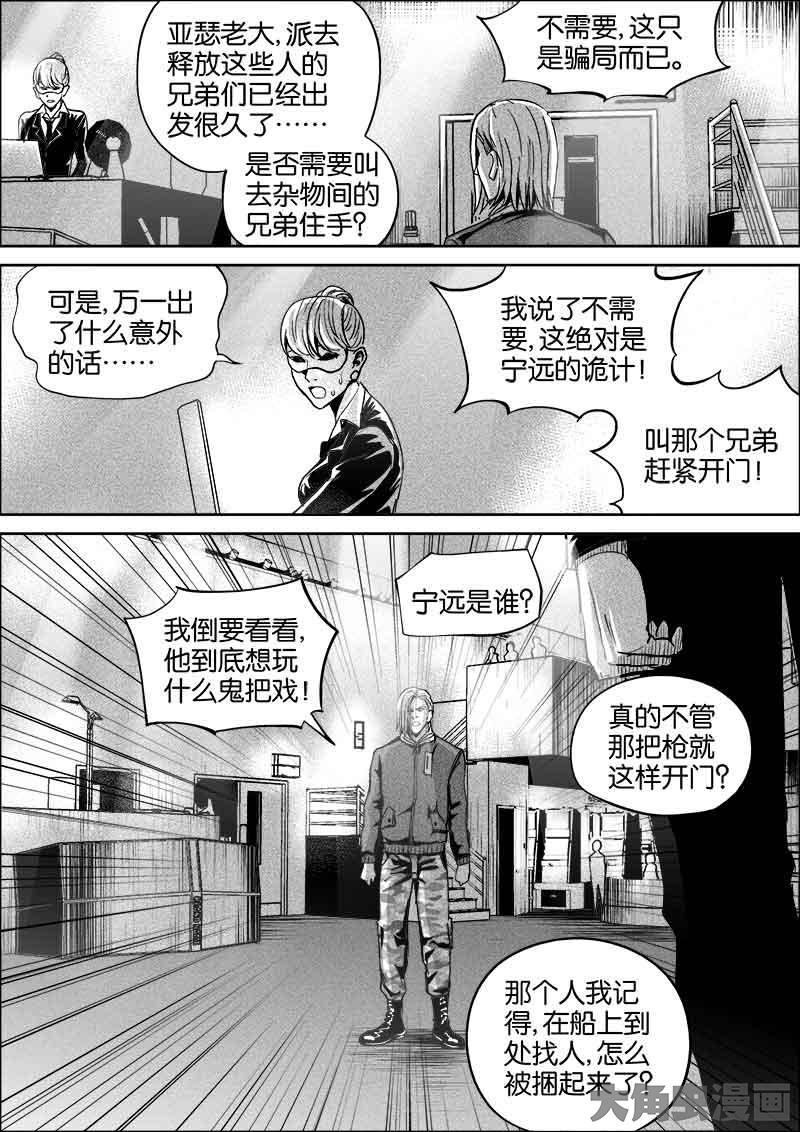 亚瑟老大,派去
释放这些人的
兄弟们已经出
发很久了……
是否需要叫
去杂物间的
兄弟住手?
不需要,这只
是骗局而已。
可是,万一出
了什么意外
的话……
我说了不需
要,这绝对是
宁远的诡计!
叫那个兄弟
赶紧开门!
我倒要看看,
他到底想玩
什么鬼把戏!
宁远是谁?
真的不管
那把枪就
这样开门?
那个人我记
得,在船上到
处找人,怎么
被捆起来了?
大角虫漫画